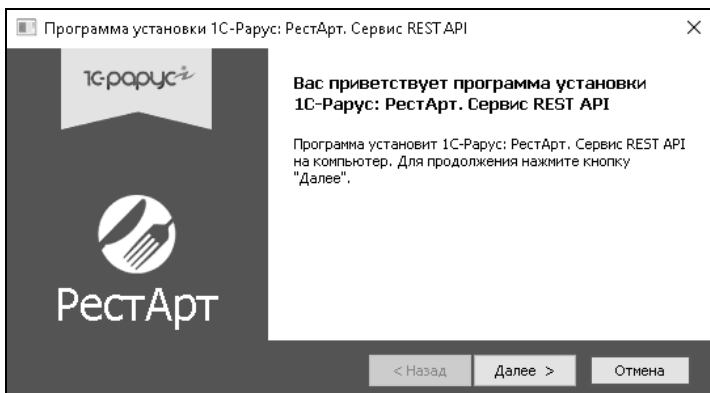 Программа установки 1С-Рарус: РестАрт. Сервис REST API
1С-рарус
Вас приветствует программа установки
1С-Рарус: РестАрт. Сервис REST API
Программа установит 1С-Рарус: РестАрт. Сервис REST API
на компьютер. Для продолжения нажмите кнопку
"Далее".
РестАрт
< Назад
Далее >
Отмена